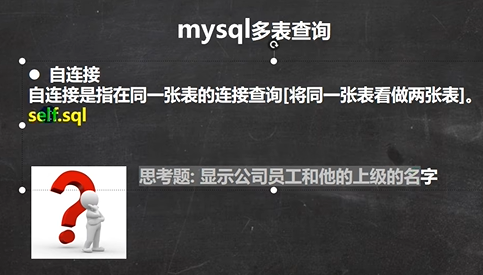 mysql多表查询
● 自连接
自连接是指在同一张表的连接查询[将同一张表看做两张表]。
self.sql
思考题: 显示公司员工和他的上级的名字